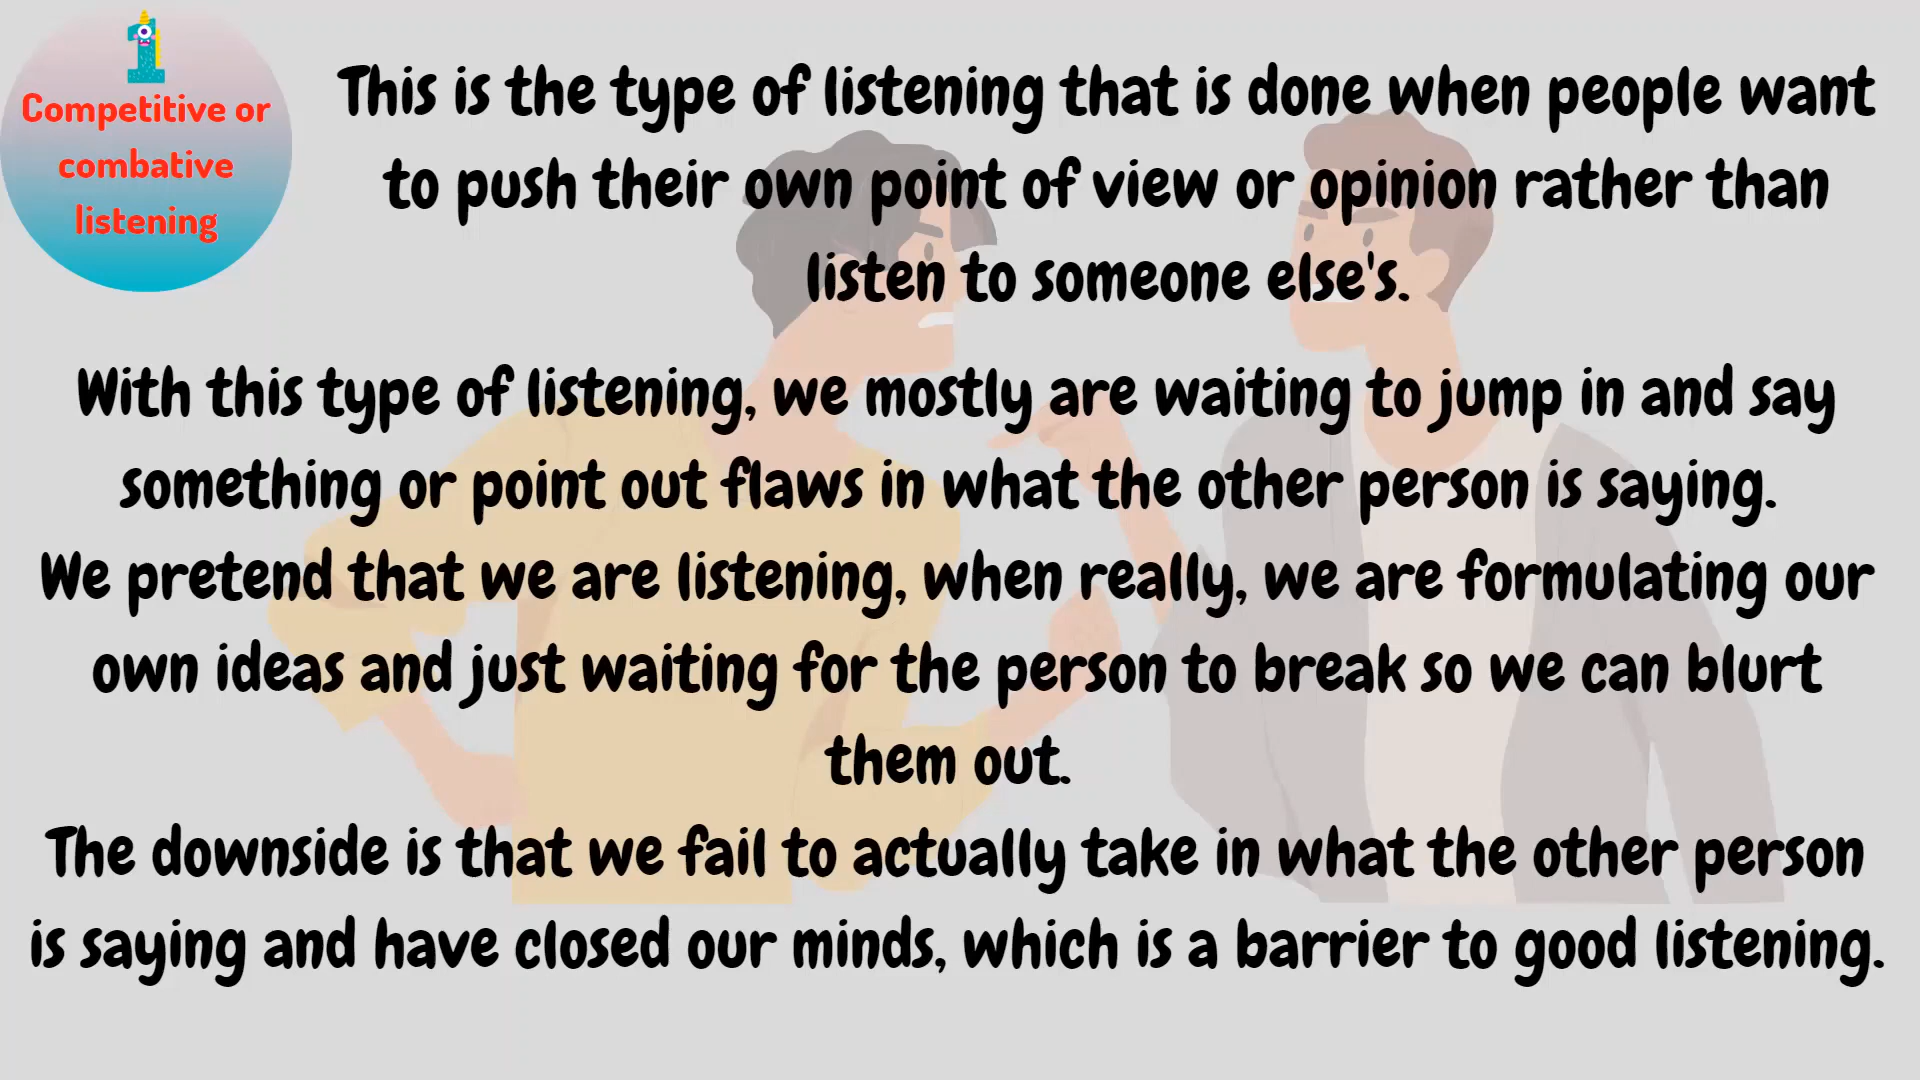 1
Competitive or
combative
listening
This is the type of listening that is done when people want
to push their own point of view or opinion rather than
listen to someone else's.
With this type of listening, we mostly are waiting to jump in and say
something or point out flaws in what the other person is saying.
We pretend that we are listening, when really, we are formulating our
own ideas and just waiting for the person to break so we can blurt
them out.
The downside is that we fail to actually take in what the other person
is saying and have closed our minds, which is a barrier to good listening.